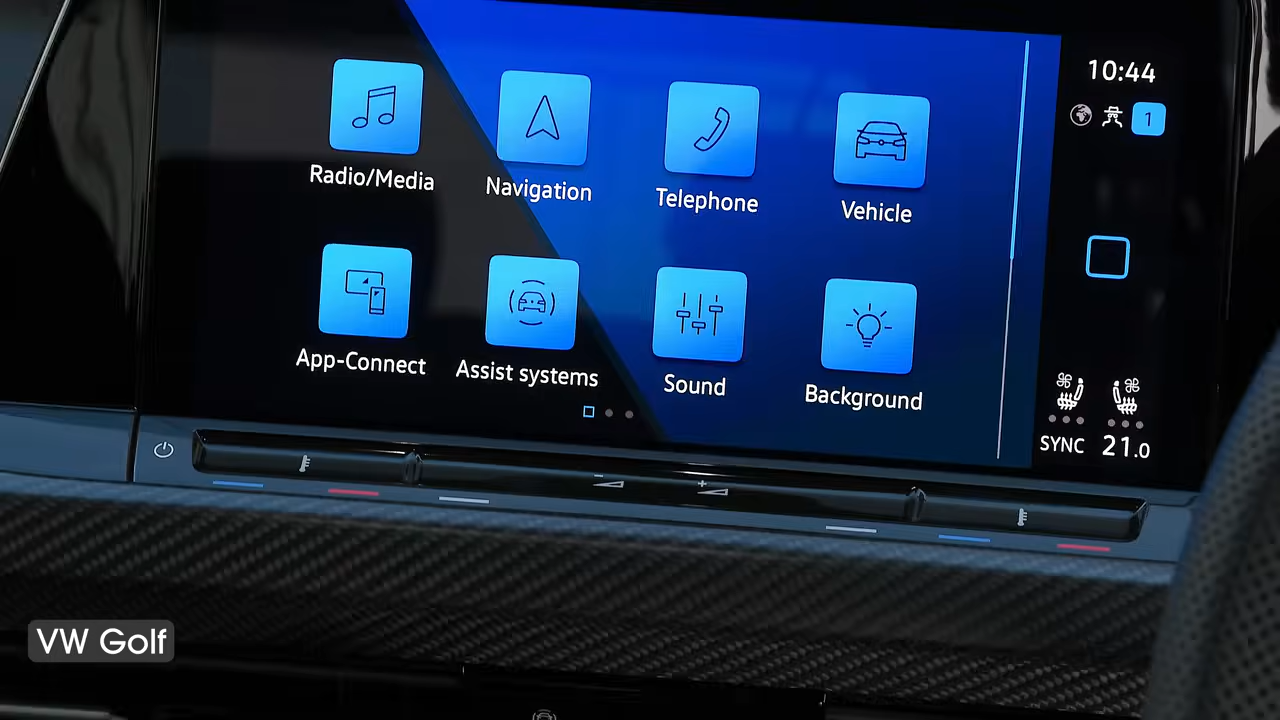 10:44
1
Radio/Media
Navigation
Telephone
Vehicle
App-Connect
Assist systems
Sound
Background
SYNC
21.0
VW Golf